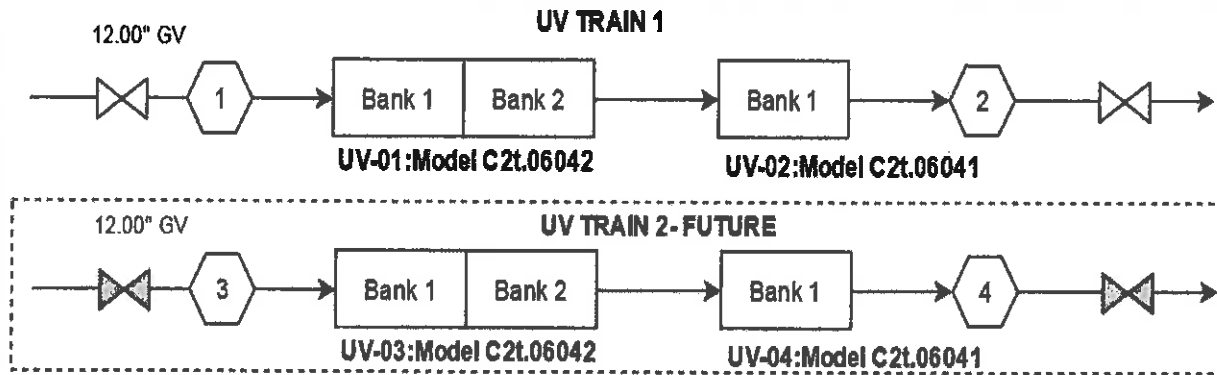 UV TRAIN 1
12.00" GV
1
Bank 1
Bank 2
Bank 1
2
UV-01:Model C2t.06042
UV-02:Model C2t.06041
12.00" GV
UV TRAIN 2- FUTURE
3
Bank 1
Bank 2
Bank 1
4
UV-03:Model C2t.06042
UV-04:Model C2t.06041